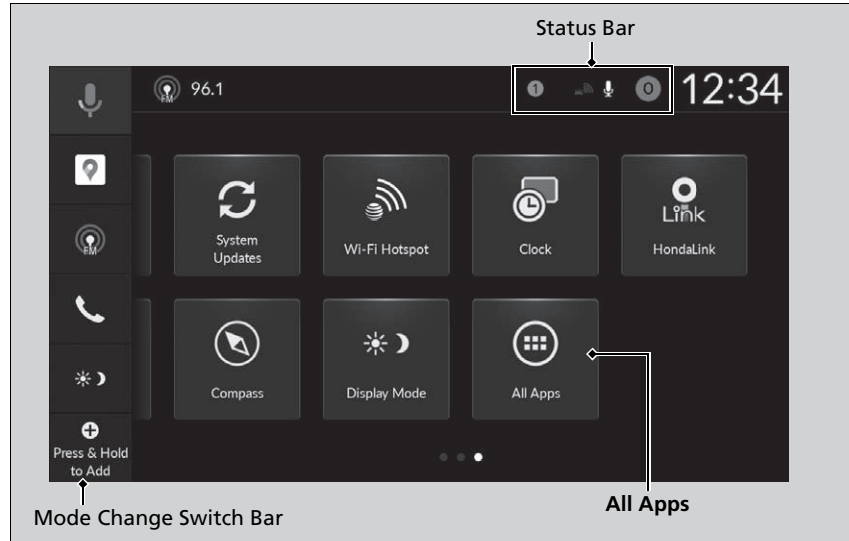 Status Bar
FM
96.1
1
O
12:34
System
Updates
Wi-Fi Hotspot
Clock
Link
HondaLink
FM
Compass
Display Mode
All Apps
Press & Hold
to Add
Mode Change Switch Bar
All Apps